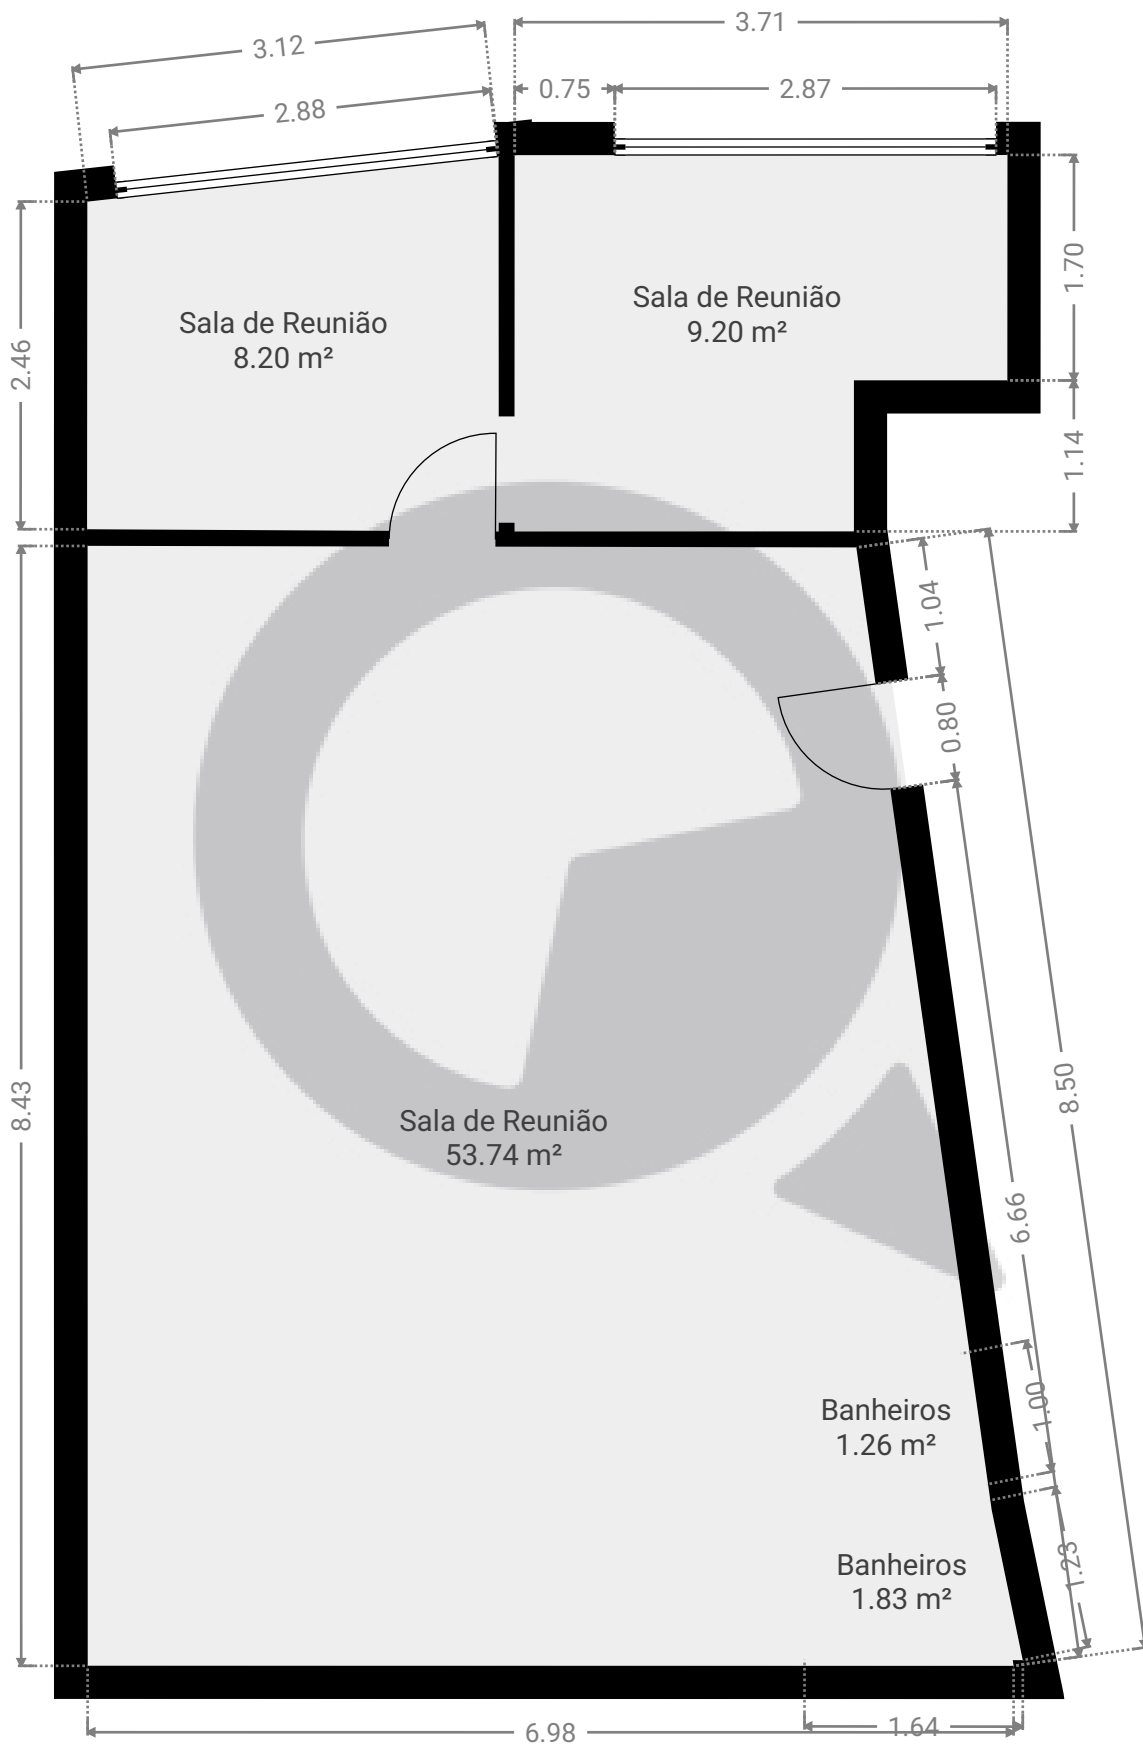 3.71
3.12
0.75
2.87
2.88
1.70
Sala de Reunião
9.20 m²
Sala de Reunião
8.20 m²
2.46
1.14
1.04
0.80
8.43
8.50
Sala de Reunião
53.74 m²
6.66
1.00
Banheiros
1.26 m²
1.23
Banheiros
1.83 m²
1.64
6.98